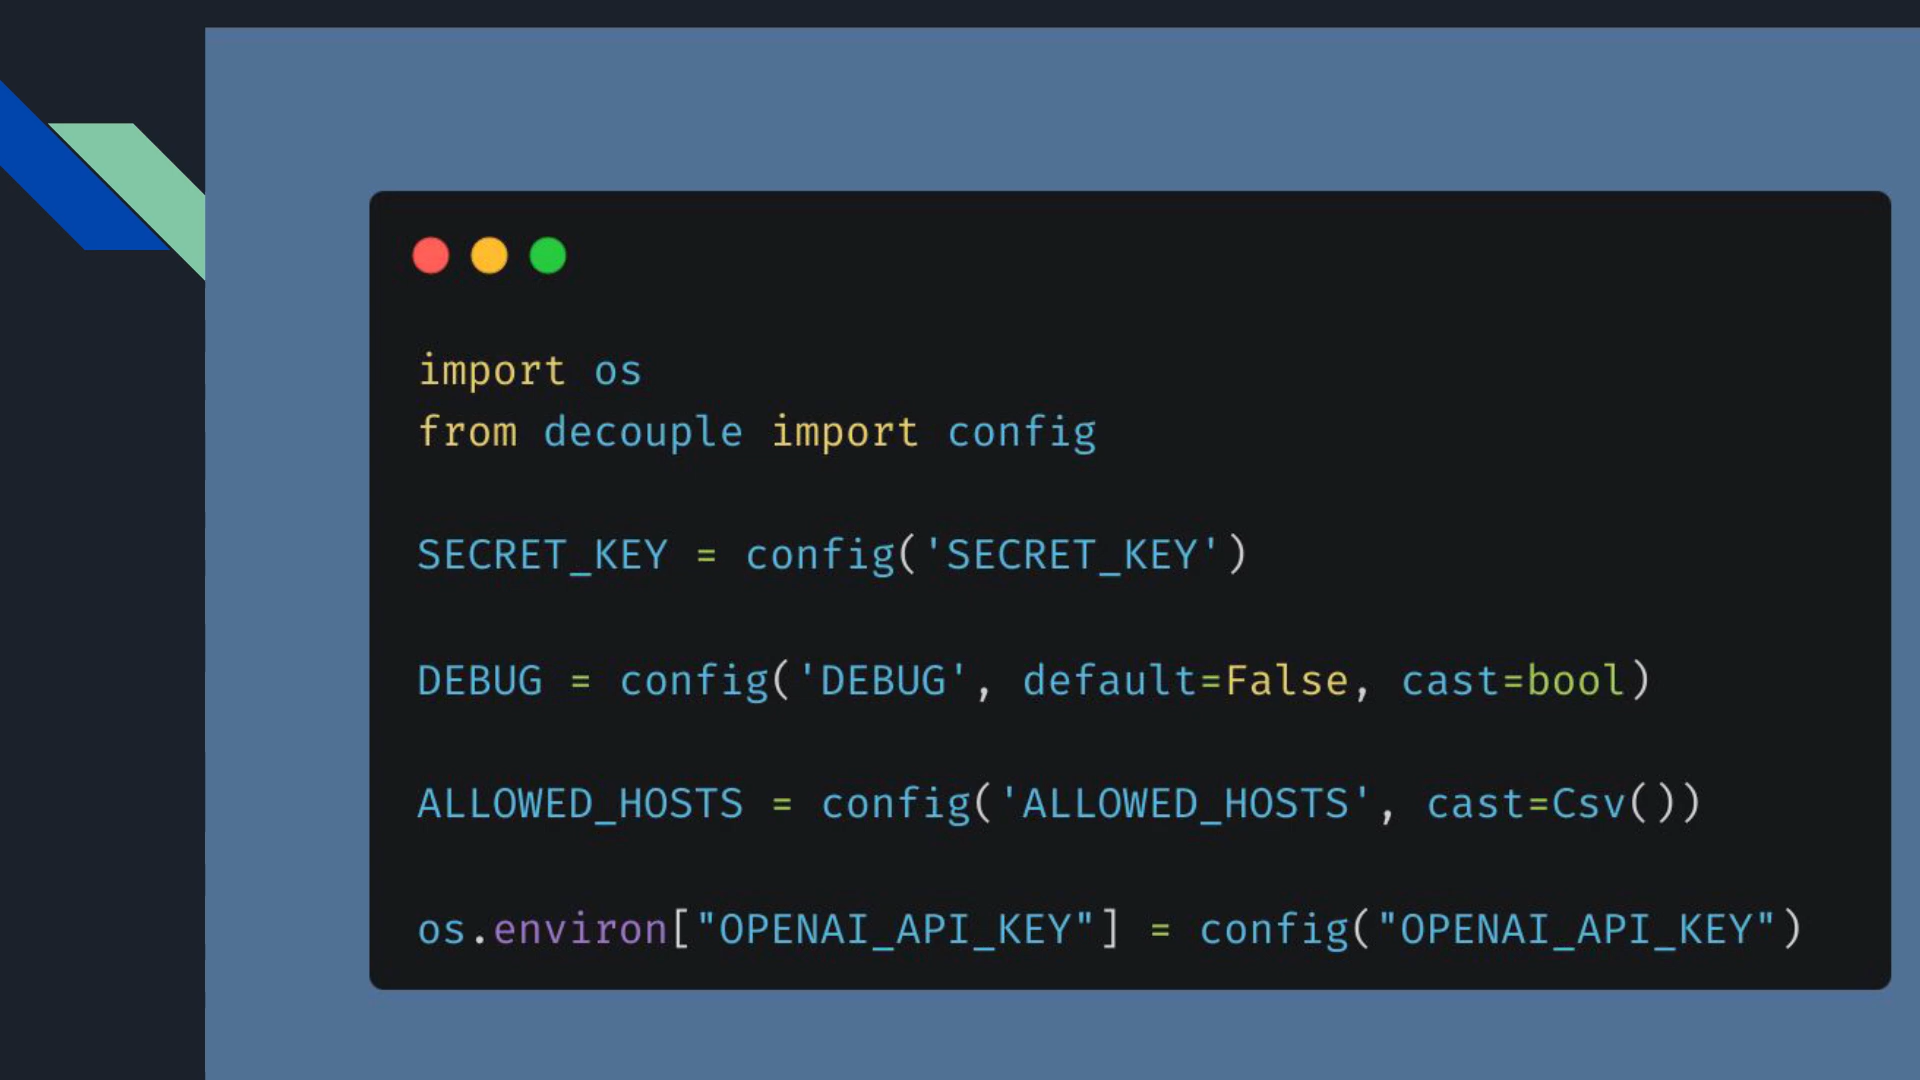 import os
from decouple import config
SECRET_KEY = config('SECRET_KEY')
DEBUG = config('DEBUG', default=False, cast=bool)
ALLOWED_HOSTS = config('ALLOWED_HOSTS', cast=Csv())
os.environ["OPENAI_API_KEY"] = config("OPENAI_API_KEY")